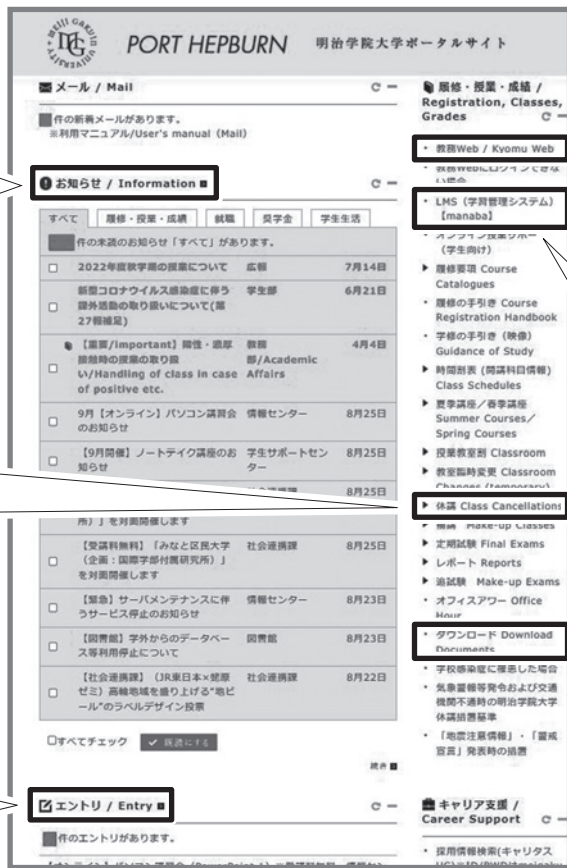 MEIJI GAKUIN UNIVERSITY
MG
PORT HEPBURN 明治学院大学ポータルサイト
メール / Mail
件の新着メールがあります。
※利用マニュアル/User's manual (Mail)
お知らせ / Information
すべて 履修・授業・成績 就職 奨学金 学生生活
件の未読のお知らせ「すべて」があります。
2022年度秋学期の授業について 広報 7月14日
新型コロナウイルス感染症に伴う 学生部 6月21日
課外活動の取り扱いについて(第
27報補足)
【重要/important】陽性・濃厚 教務 4月4日
接触時の授業の取り扱 部/Academic
い/Handling of class in case Affairs
of positive etc.
9月【オンライン】パソコン講習会 情報センター 8月25日
のお知らせ
【9月開催】ノートテイク講座のお 学生サポートセン 8月25日
知らせ ター
8月25日
所）」を対面開催します
【受講料無料】「みなと区民大学 社会連携課 8月25日
（企画：国際学部付属研究所）」
を対面開催します
【緊急】サーバメンテナンスに伴 情報センター 8月23日
うサービス停止のお知らせ
【図書館】学外からのデータベー 図書館 8月23日
ス等利用停止について
【社会連携課】（JR東日本×蛯原 社会連携課 8月22日
ゼミ）高輪地域を盛り上げる“地ビ
ール”のラベルデザイン投票
すべてチェック ✔ 既読にする
続き
エントリ / Entry
件のエントリがあります。
履修・授業・成績 /
Registration, Classes,
Grades
・ 教務Web / Kyomu Web
・ 教務Webにログインできな
い場合
・ LMS（学習管理システム）
【manaba】
・ オンライン授業サポート
（学生向け）
▶ 履修要項 Course
Catalogues
・ 履修の手引き Course
Registration Handbook
・ 学修の手引き（映像）
Guidance of Study
▶ 時間割表（開講科目情報）
Class Schedules
▶ 夏季講座／春季講座
Summer Courses／
Spring Courses
▶ 授業教室割 Classroom
▶ 教室臨時変更 Classroom
Changes (temporary)
▶ 休講 Class Cancellations
▶ 補講 Make-up Classes
▶ 定期試験 Final Exams
▶ レポート Reports
▶ 追試験 Make-up Exams
・ オフィスアワー Office
Hour
・ ダウンロード Download
Documents
・ 学校感染症に罹患した場合
・ 気象警報等発令および交通
機関不通時の明治学院大学
休講措置基準
・ 「地震注意情報」・「警戒
宣言」発表時の措置
キャリア支援 /
Career Support
・ 採用情報検索(キャリタス